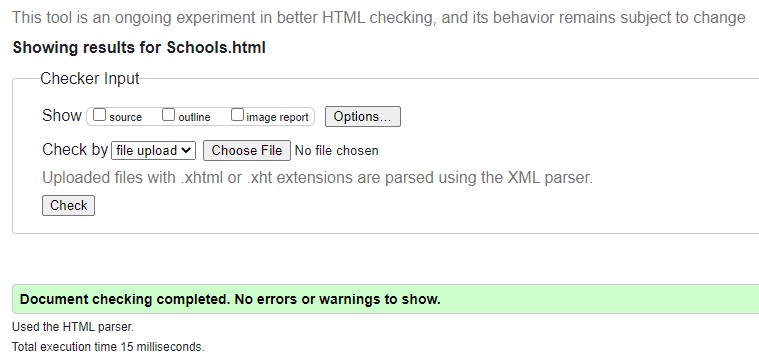 This tool is an ongoing experiment in better HTML checking, and its behavior remains subject to change
Showing results for Schools.html
Checker Input
Show source outline image report Options...
Check by file upload Choose File No file chosen
Uploaded files with .xhtml or .xht extensions are parsed using the XML parser.
Check
Document checking completed. No errors or warnings to show.
Used the HTML parser.
Total execution time 15 milliseconds.